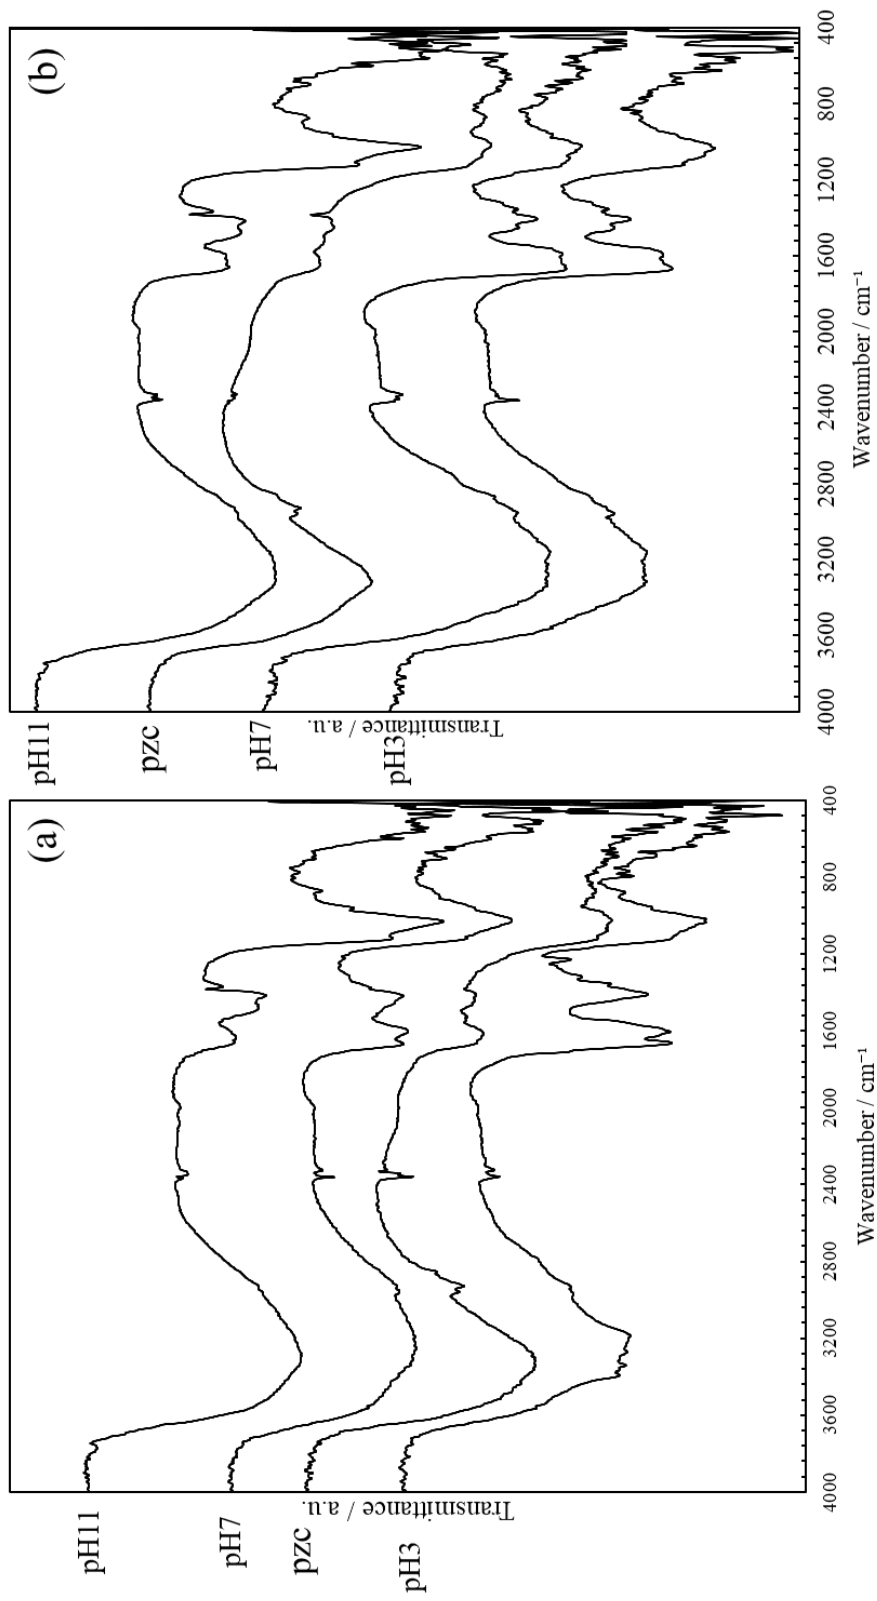 (a)
pH11
pH7
pzc
pH3
Transmittance / a.u.
4000 3600 3200 2800 2400 2000 1600 1200 800 400
Wavenumber / cm⁻¹
(b)
pH11
pzc
pH7
pH3
Transmittance / a.u.
4000 3600 3200 2800 2400 2000 1600 1200 800 400
Wavenumber / cm⁻¹